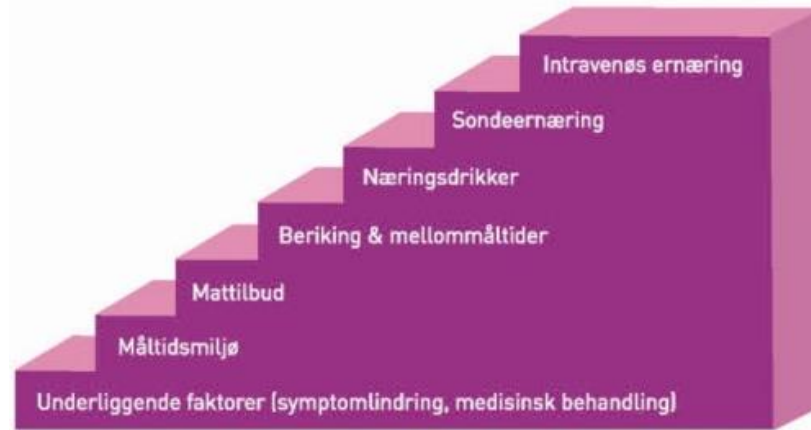 Intravenøs ernæring
Sondeernæring
Næringsdrikker
Beriking & mellommåltider
Mattilbud
Måltidsmiljø
Underliggende faktorer (symptomlindring, medisinsk behandling)